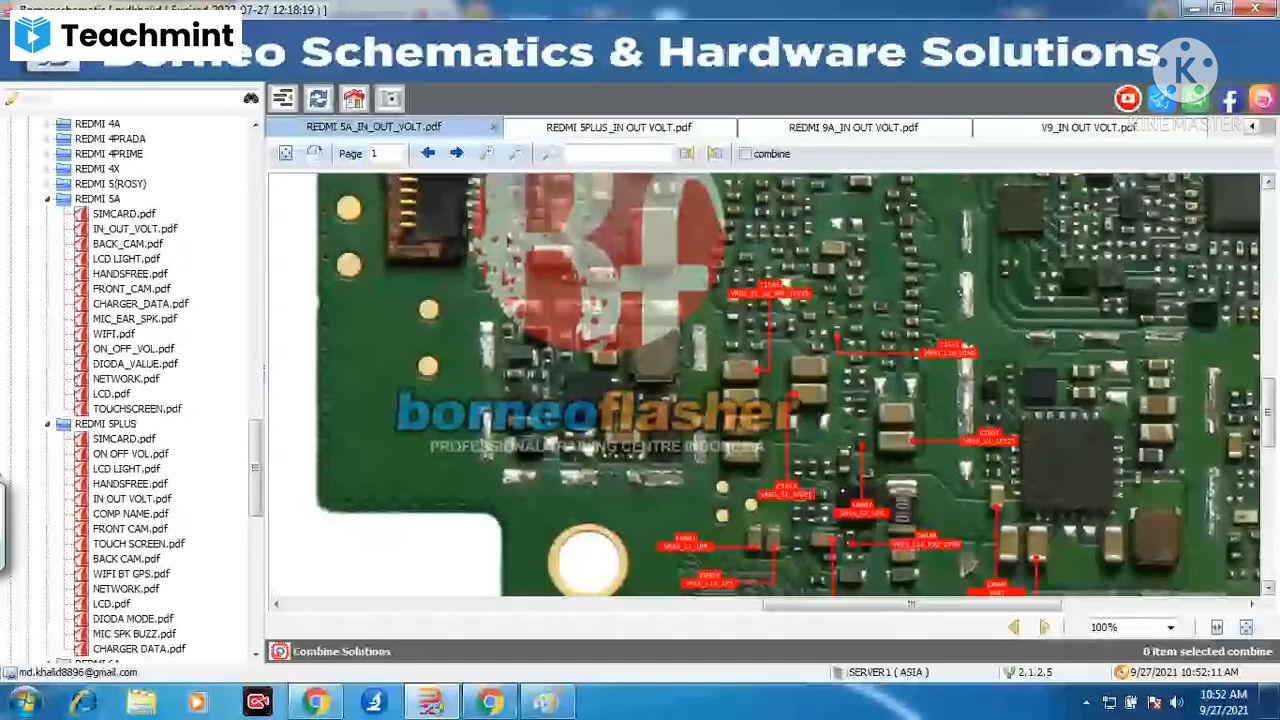 Teachmint
Borneo Schematics & Hardware Solutions
K
KINEMASTER
REDMI 5A_IN_OUT_VOLT.pdf
REDMI 5PLUS_IN OUT VOLT.pdf
REDMI 9A_IN OUT VOLT.pdf
V9_IN OUT VOLT.pdf
Page 1
combine
REDMI 4A
REDMI 4PRADA
REDMI 4PRIME
REDMI 4X
REDMI 5(ROSY)
REDMI 5A
SIMCARD.pdf
IN_OUT_VOLT.pdf
BACK_CAM.pdf
LCD LIGHT.pdf
HANDSFREE.pdf
FRONT_CAM.pdf
CHARGER_DATA.pdf
MIC_EAR_SPK.pdf
WIFI.pdf
ON_OFF_VOL.pdf
DIODA_VALUE.pdf
NETWORK.pdf
LCD.pdf
TOUCHSCREEN.pdf
REDMI 5PLUS
SIMCARD.pdf
ON OFF VOL.pdf
LCD LIGHT.pdf
HANDSFREE.pdf
IN OUT VOLT.pdf
COMP NAME.pdf
FRONT CAM.pdf
TOUCH SCREEN.pdf
BACK CAM.pdf
WIFI BT GPS.pdf
NETWORK.pdf
LCD.pdf
DIODA MODE.pdf
MIC SPK BUZZ.pdf
CHARGER DATA.pdf
borneoflasher
PROFESSIONAL TRAINING CENTRE INDONESIA
100%
Combine Solutions
0 item selected combine
md.khalid8896@gmail.com
SERVER1 ( ASIA )
2.1.2.5
9/27/2021 10:52:11 AM
10:52 AM
9/27/2021